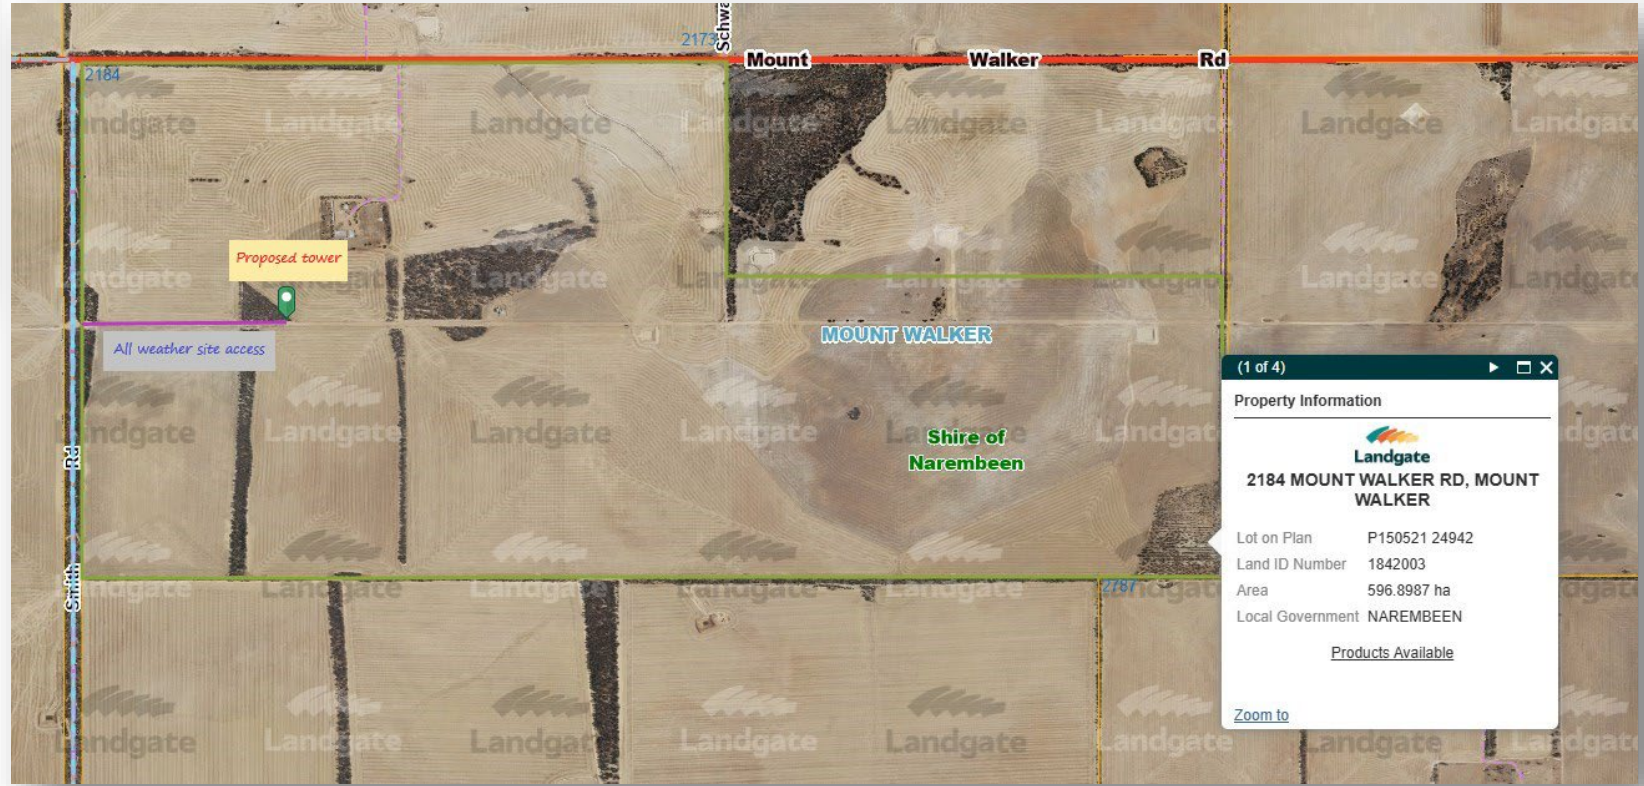 Schwa
2173
Mount Walker Rd
2184
Proposed tower
All weather site access
MOUNT WALKER
Shire of
Narembeen
Rd
Smith
2787
(1 of 4)
Property Information
Landgate
2184 MOUNT WALKER RD, MOUNT
WALKER
Lot on Plan P150521 24942
Land ID Number 1842003
Area 596.8987 ha
Local Government NAREMBEEN
Products Available
Zoom to
Landgate